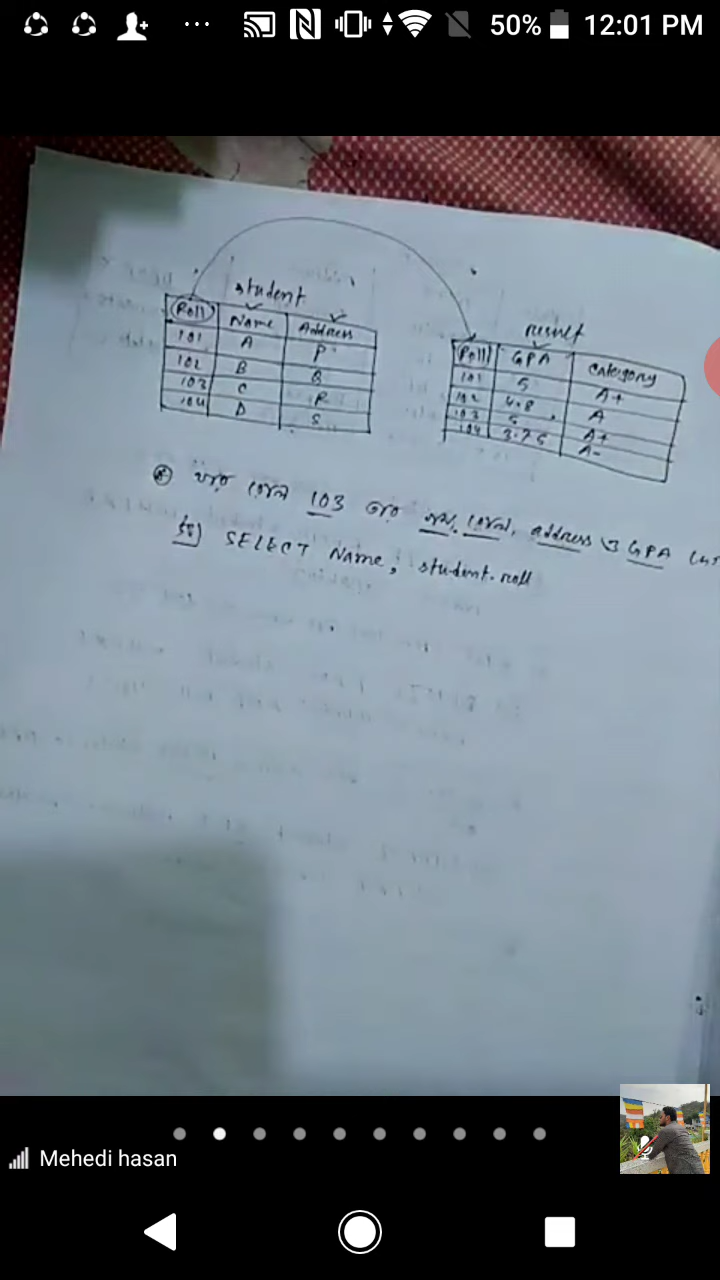 50% 12:01 PM
student
Roll Name Address
101 A P
102 B Q
103 C R
104 D S
result
Roll GPA Category
101 5 A+
102 4.8 A
103 5 A+
104 3.75 A-
রোল 103 এর রোল, address ও GPA
SELECT Name, student.roll
Mehedi hasan